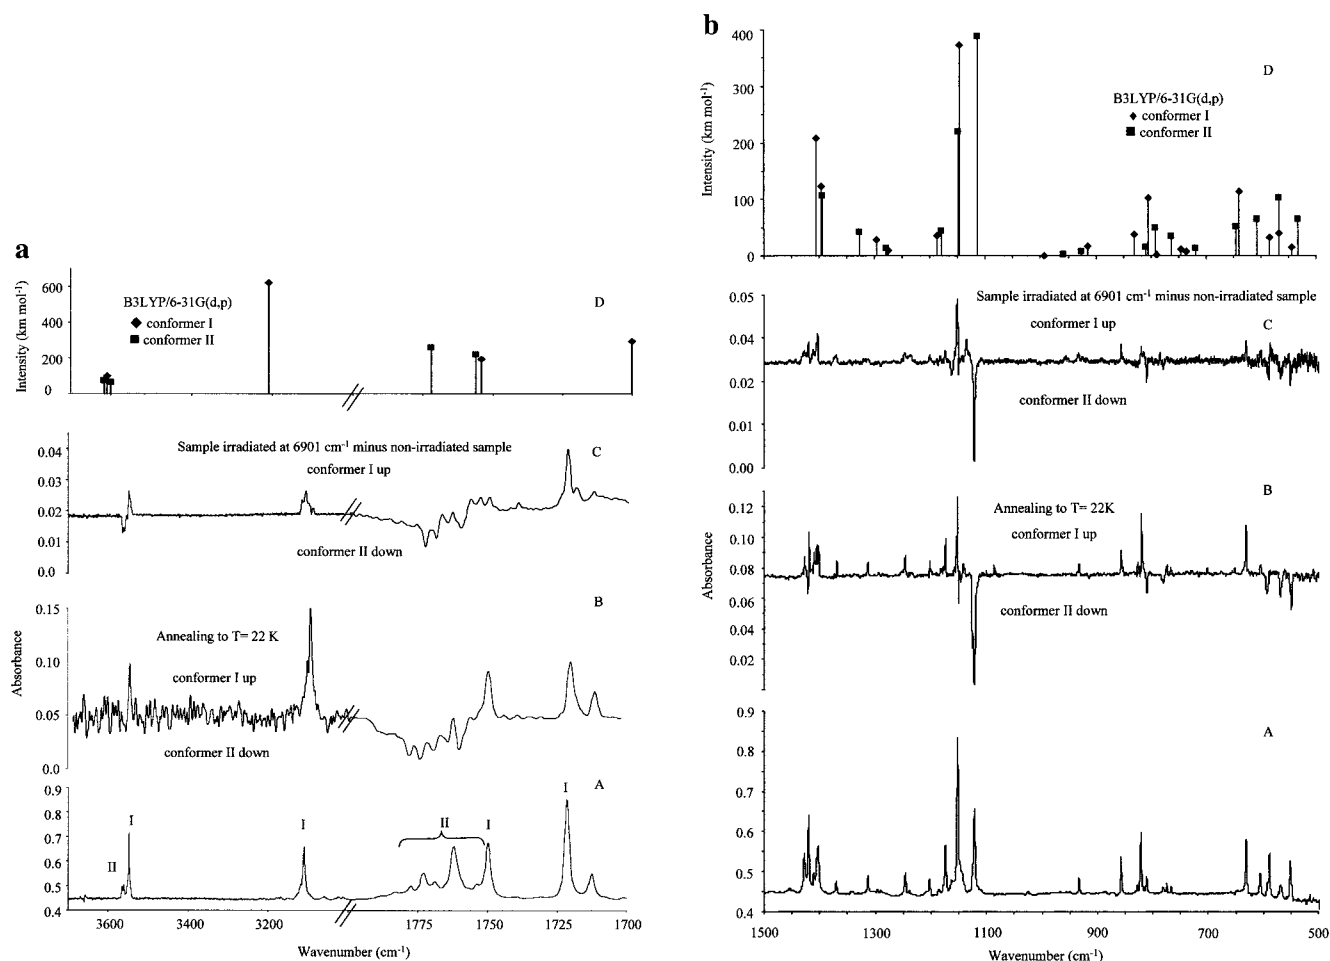 a
Intensity (km mol-1)
600
400
200
0
B3LYP/6-31G(d,p)
conformer I
conformer II
D
0.04
0.03
0.02
0.01
0.0
Sample irradiated at 6901 cm-1 minus non-irradiated sample
conformer I up
C
conformer II down
Absorbance
0.15
0.10
0.05
0.0
Annealing to T= 22 K
conformer I up
B
conformer II down
0.9
0.8
0.7
0.6
0.5
0.4
II
I
I
II
I
I
A
3600
3200
1775
1750
1725
1700
Wavenumber (cm-1)
b
Intensity (km mol-1)
400
300
200
100
0
D
B3LYP/6-31G(d,p)
conformer I
conformer II
0.05
0.04
0.02
0.01
0.00
Sample irradiated at 6901 cm-1 minus non-irradiated sample
conformer I up
C
conformer II down
Absorbance
0.12
0.10
0.08
0.06
0.04
0.02
B
Annealing to T= 22K
conformer I up
conformer II down
0.9
0.8
0.7
0.6
0.5
0.4
A
1500
1300
1100
900
700
500
Wavenumber (cm-1)